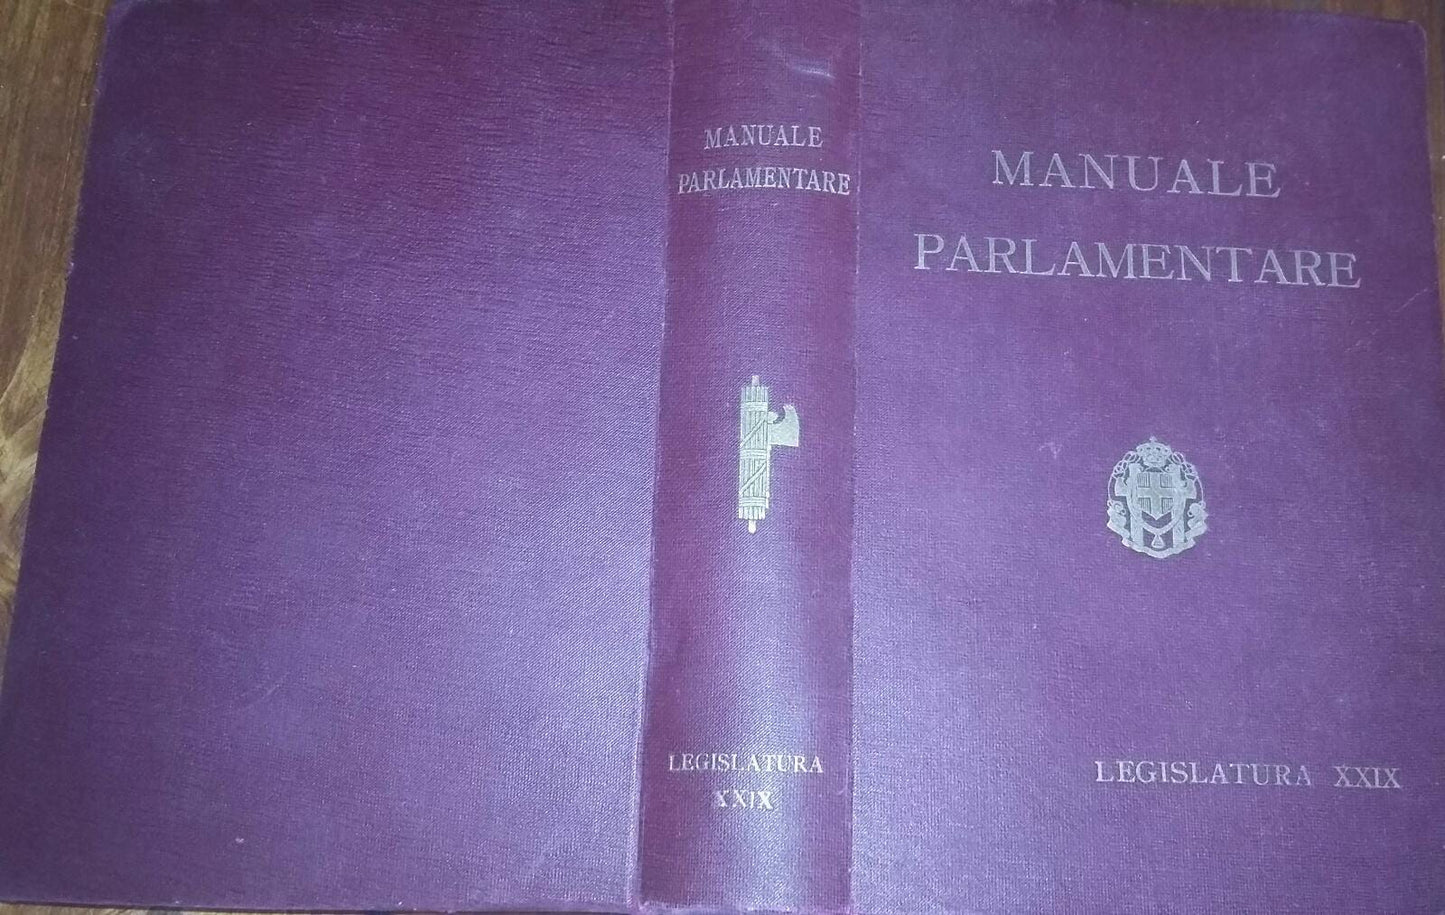 MANUALE
PARLAMENTARE
LEGISLATURA
XXIX
MANUALE
PARLAMENTARE
LEGISLATURA XXIX